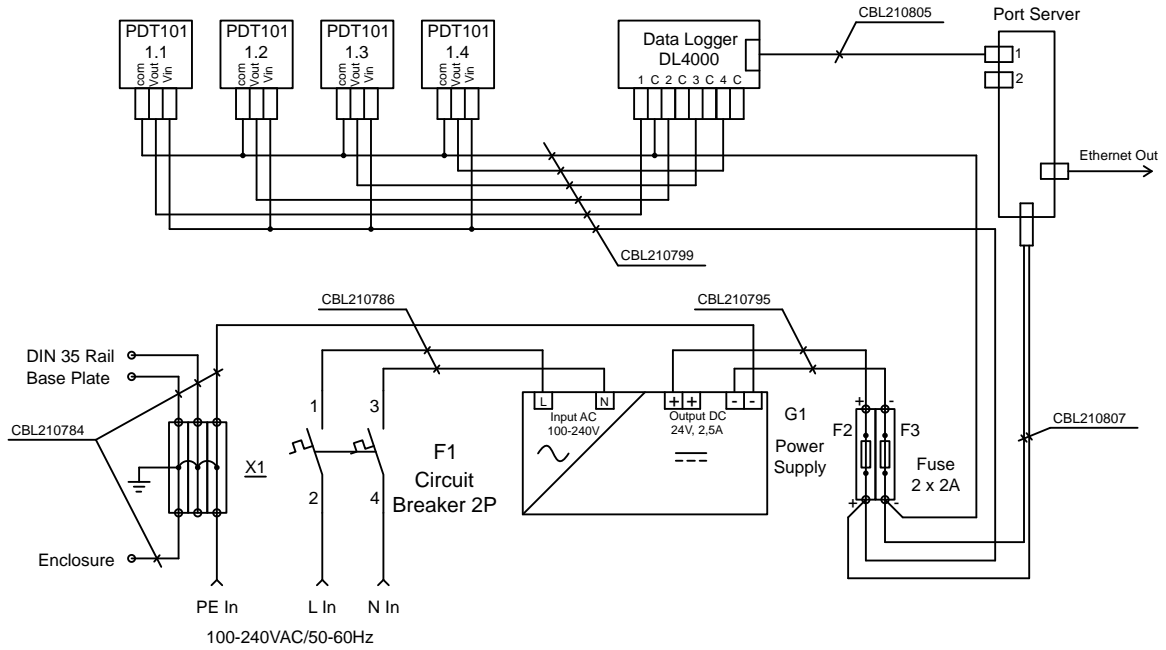 PDT101
1.1
com
Vout
Vin
PDT101
1.2
com
Vout
Vin
PDT101
1.3
com
Vout
Vin
PDT101
1.4
com
Vout
Vin
Data Logger
DL4000
1 C 2 C 3 C 4 C
CBL210805
Port Server
1
2
Ethernet Out
CBL210799
CBL210786
CBL210795
DIN 35 Rail
Base Plate
CBL210784
Enclosure
X1
PE In
L In
N In
100-240VAC/50-60Hz
1
3
2
4
F1
Circuit
Breaker 2P
L
N
Input AC
100-240V
+ +
- -
Output DC
24V, 2,5A
G1
Power
Supply
+ -
F2
F3
+ -
Fuse
2 x 2A
CBL210807